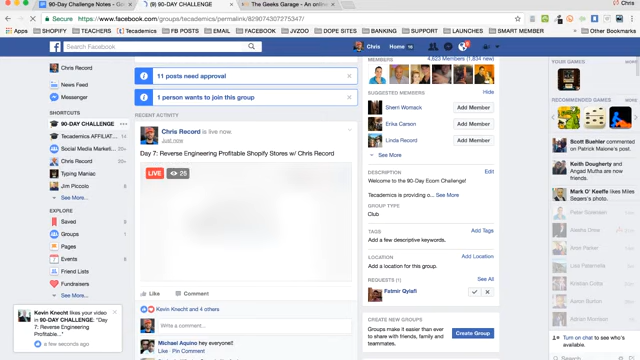 90-Day Challenge Notes -
(9) 90-DAY CHALLENGE
The Geeks Garage - An onli
Chris
Secure
https://www.facebook.com/groups/tecademics/permalink/829074307275347/
Apps
SHOPIFY
TEACHERS
Tecademics
FB POSTS
EMAIL
FACEBOOK
JOZIO
DISTRO
SKETCHES
LAUNCHES
SMART MEMBER
Other Bookmarks
Search Facebook
Chris
Home
Chris Record
News Feed
Messenger
SHORTCUTS
90-DAY CHALLENGE
Tecademics AFFILIAT
Social Media Marketi
Chris Record
Typing Maniac
Jim Piccolo
See More...
EXPLORE
Saved
Groups
Pages
Events
Friend Lists
Fundraisers
See More...
Kevin Knecht likes your video
in 90-DAY CHALLENGE: "Day
7: Reverse Engineering
Profitable...
a few seconds ago
11 posts need approval
1 person wants to join this group
RECENT ACTIVITY
Chris Record is live now.
Just now
Day 7: Reverse Engineering Profitable Shopify Stores w/ Chris Record
LIVE
Like
Comment
Kevin Knecht and 4 others
Write a comment...
Michael Aquino hey everyone!!
Like · Pin Comment
MEMBERS
4,623 Members (1,834 new)
SUGGESTED MEMBERS
Hide
Sherri Womack
Add Member
Erika Carson
Add Member
Linda Record
Add Member
See More
DESCRIPTION
Edit
Welcome to the 90-Day Ecom Challenge!
Tecademics is providing o... See More
GROUP TYPE
Club
TAGS
Add Tags
Add a few descriptive keywords.
LOCATION
Add Location
Add a location for this group.
REQUESTS (1)
See All
Fatmir Qylafi
CREATE NEW GROUPS
Groups make it easier than ever
to share with friends, family and
teammates.
Create Group
YOUR GAMES
RECOMMENDED GAMES
Scott Buehler commented
on Patrick Malone's post.
Keith Dougherty and
Angad Mutha are now
friends.
Mark O' Keeffe likes Miles
Segers's photo.
Turn on chat to see who's
available.
Search